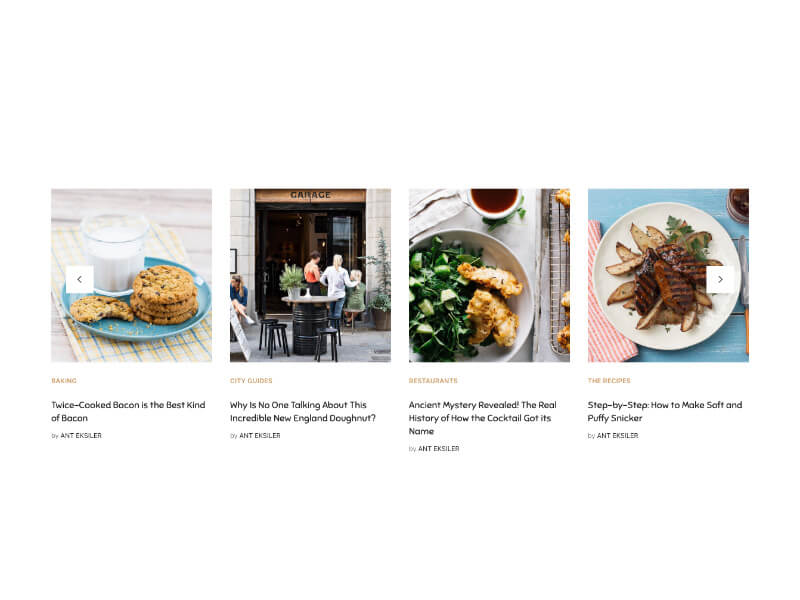 GARAGE
BAKING
Twice-Cooked Bacon is the Best Kind
of Bacon
by ANT EKSILER
CITY GUIDES
Why Is No One Talking About This
Incredible New England Doughnut?
by ANT EKSILER
RESTAURANTS
Ancient Mystery Revealed! The Real
History of How the Cocktail Got its
Name
by ANT EKSILER
THE RECIPES
Step-by-Step: How to Make Soft and
Puffy Snicker
by ANT EKSILER